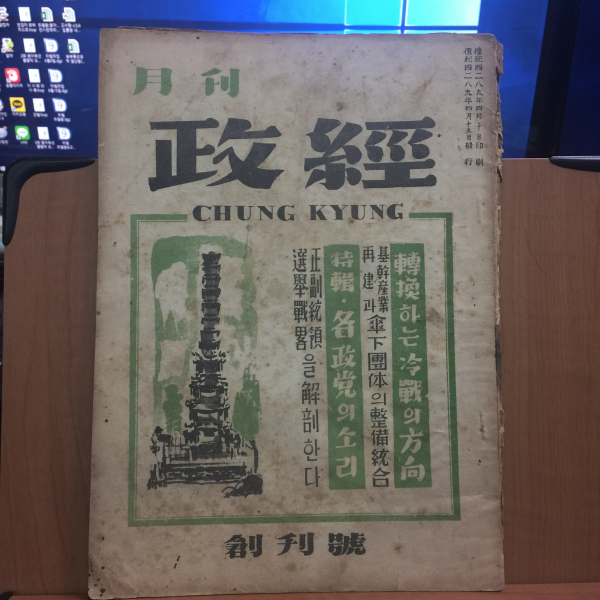 月刊
政經
CHUNG KYUNG
檀紀四二八九年四月十日印刷
檀紀四二八九年四月十五日發行
轉換하는 冷戰의 方向
基幹産業
再建과 傘下團体의 整備統合
特輯·各政党의 소리
正副統領
選擧戰畧을 解剖한다
創刊號